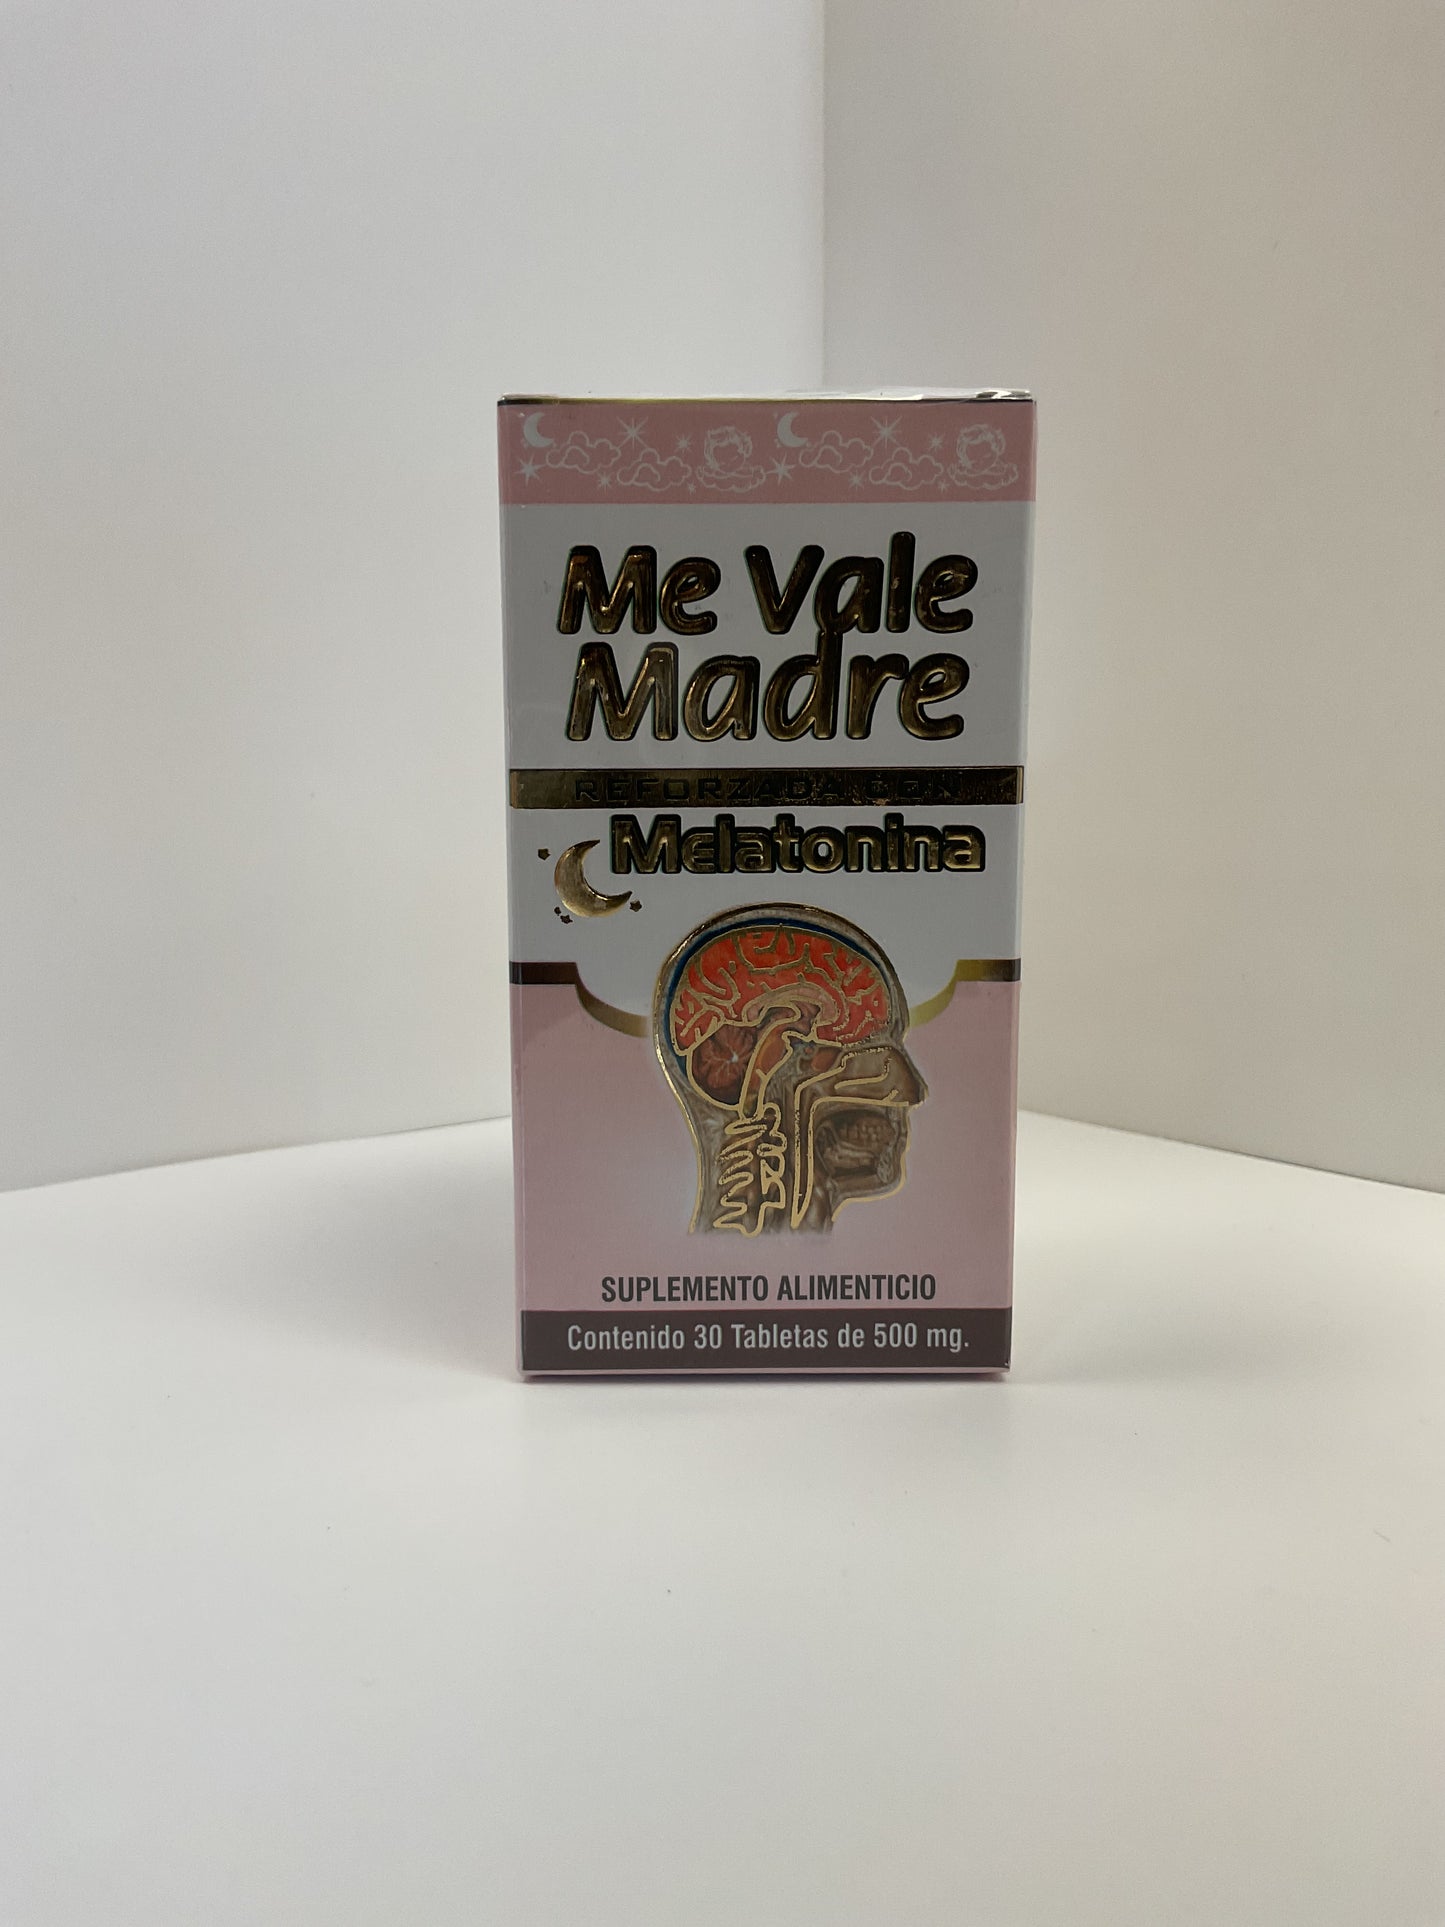 Me Vale
Madre
REFORZADA CON
Melatonina
SUPLEMENTO ALIMENTICIO
Contenido 30 Tabletas de 500 mg.